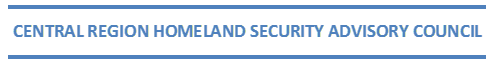 CENTRAL REGION HOMELAND SECURITY ADVISORY COUNCIL